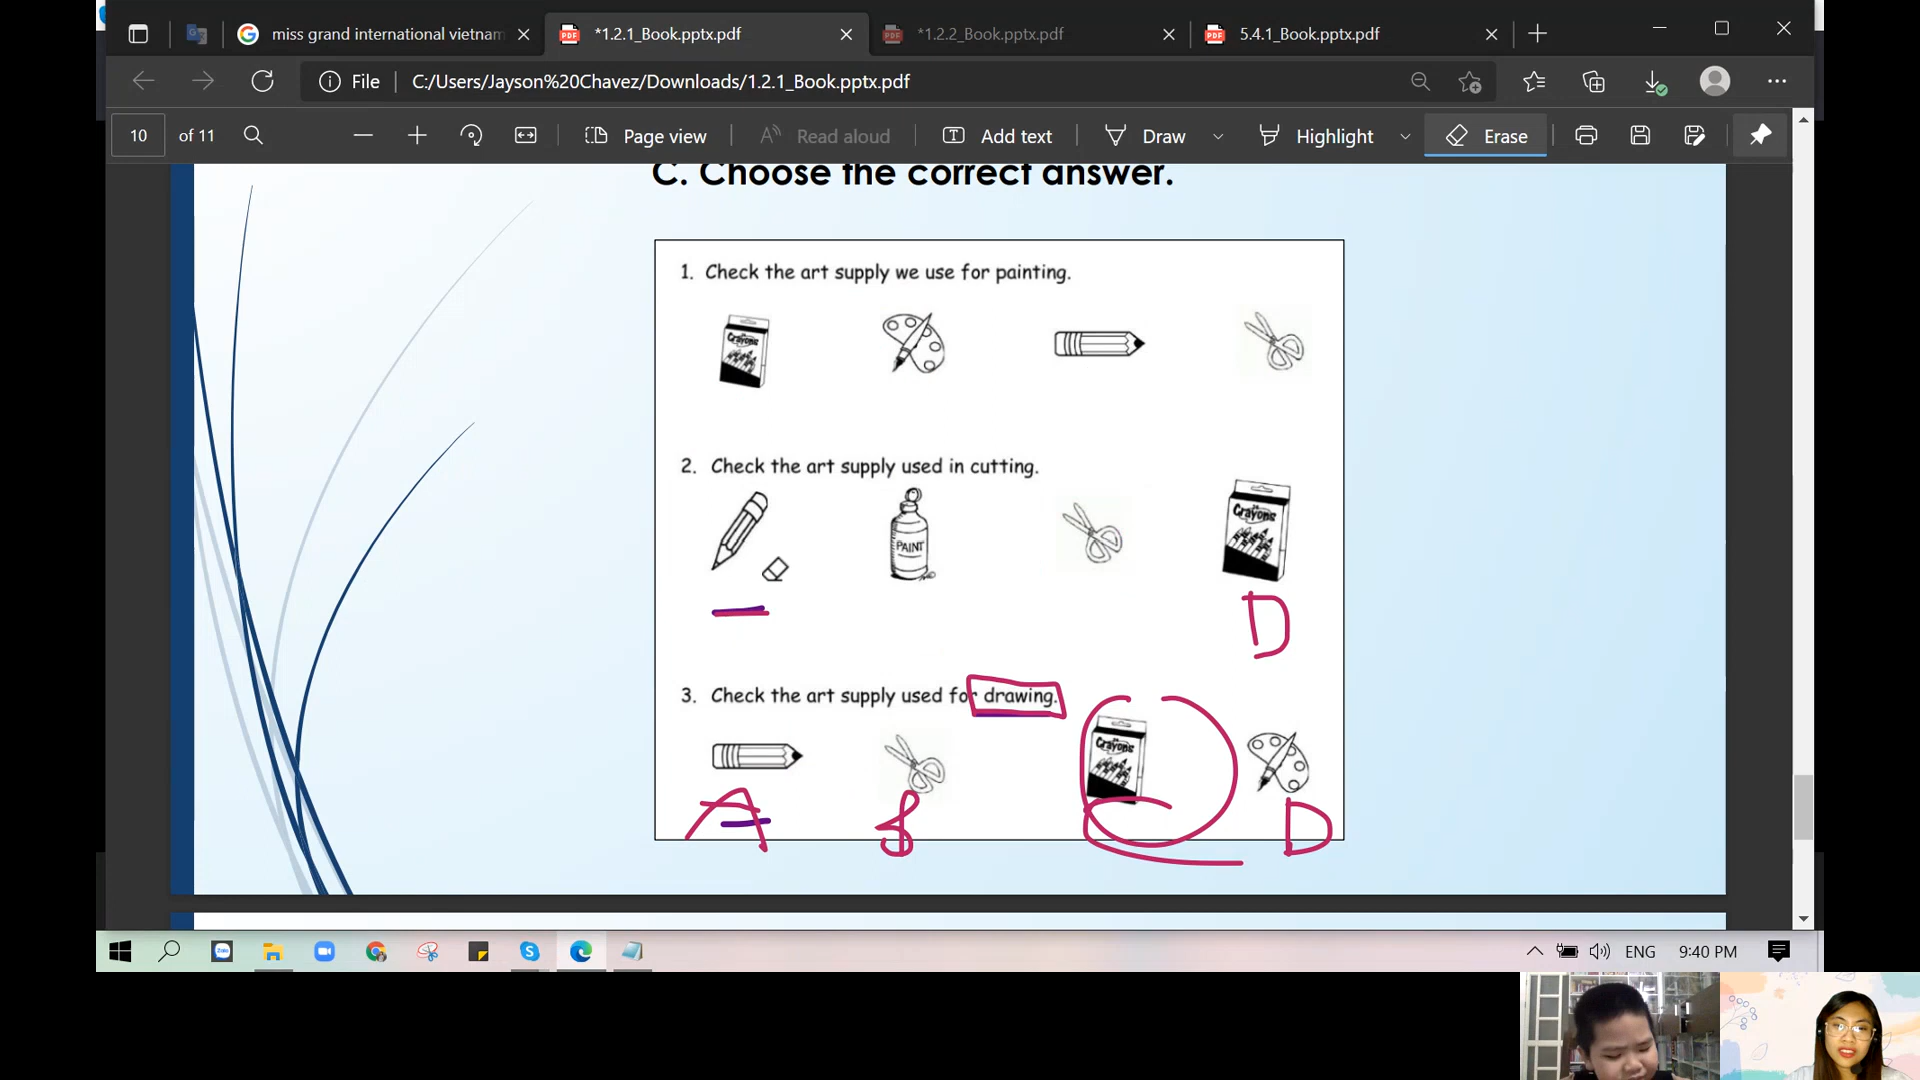 miss grand international vietnam
*1.2.1_Book.pptx.pdf
*1.2.2_Book.pptx.pdf
5.4.1_Book.pptx.pdf
File
C:/Users/Jayson%20Chavez/Downloads/1.2.1_Book.pptx.pdf
10 of 11
Page view
Read aloud
Add text
Draw
Highlight
Erase
C. Choose the correct answer.
1. Check the art supply we use for painting.
Crayons
2. Check the art supply used in cutting.
PAINT
Crayons
D
3. Check the art supply used for drawing.
Crayons
A
D
Zalo
ENG
9:40 PM